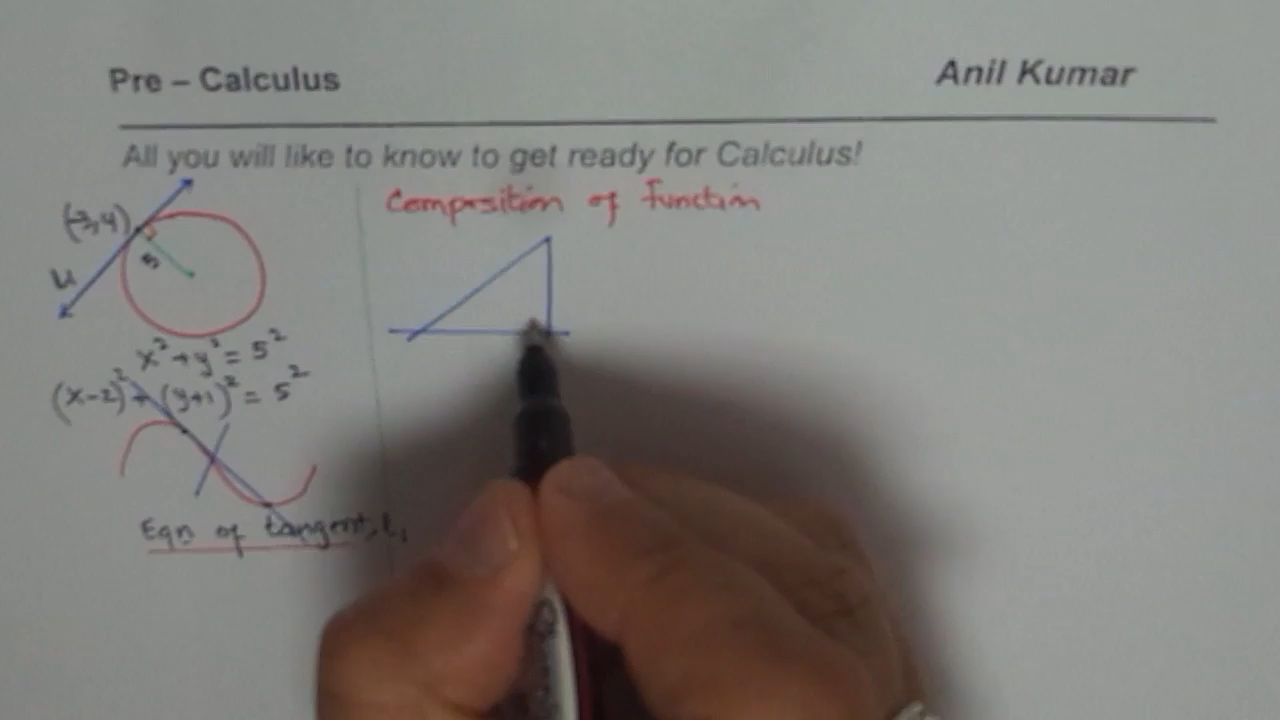 Pre – Calculus
Anil Kumar
All you will like to know to get ready for Calculus!
Composition of function
(-3,4)
5
x² + y² = 5²
(x-2)² + (y+1)² = 5²
Eqn of tangent,